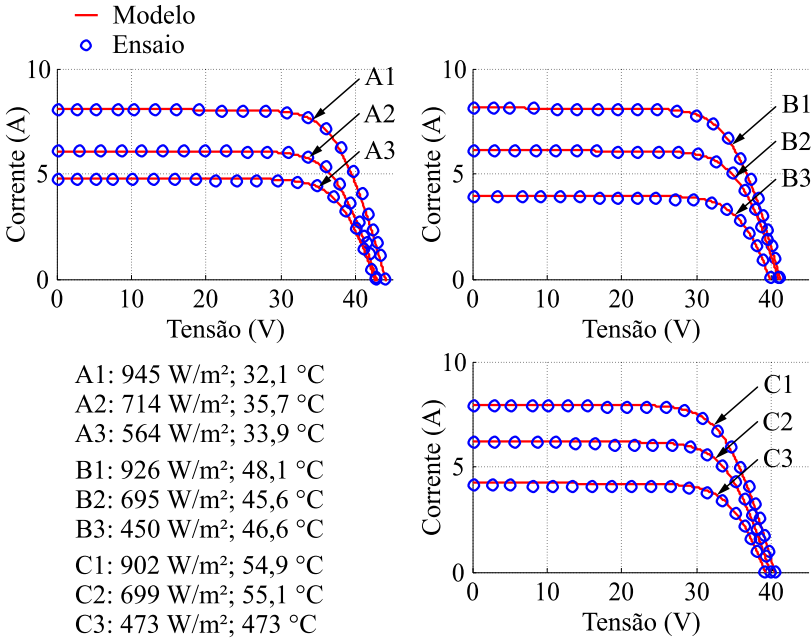 Modelo
Ensaio
10
5
0
0
10
20
30
40
Corrente (A)
Tensão (V)
A1
A2
A3
10
5
0
0
10
20
30
40
Corrente (A)
Tensão (V)
B1
B2
B3
A1: 945 W/m²; 32,1 °C
A2: 714 W/m²; 35,7 °C
A3: 564 W/m²; 33,9 °C
B1: 926 W/m²; 48,1 °C
B2: 695 W/m²; 45,6 °C
B3: 450 W/m²; 46,6 °C
C1: 902 W/m²; 54,9 °C
C2: 699 W/m²; 55,1 °C
C3: 473 W/m²; 473 °C
10
5
0
0
10
20
30
40
Corrente (A)
Tensão (V)
C1
C2
C3